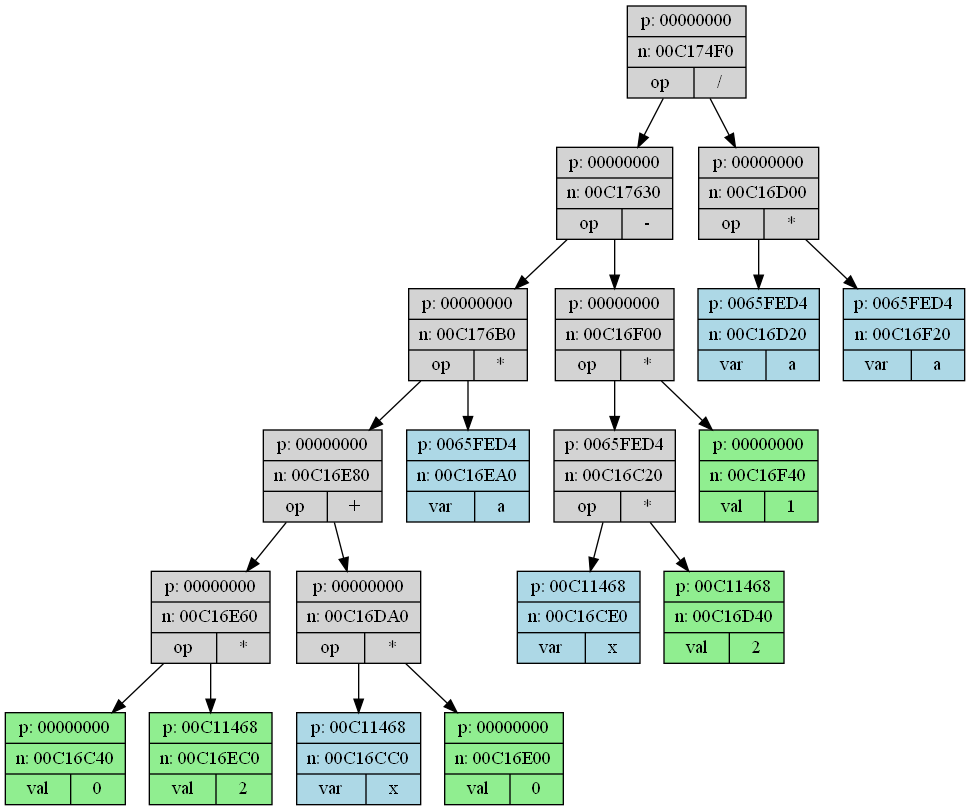 p: 00000000
n: 00C174F0
op /
p: 00000000
n: 00C17630
op -
p: 00000000
n: 00C16D00
op *
p: 00000000
n: 00C176B0
op *
p: 00000000
n: 00C16F00
op *
p: 0065FED4
n: 00C16D20
var a
p: 0065FED4
n: 00C16F20
var a
p: 00000000
n: 00C16E80
op +
p: 0065FED4
n: 00C16EA0
var a
p: 0065FED4
n: 00C16C20
op *
p: 00000000
n: 00C16F40
val 1
p: 00000000
n: 00C16E60
op *
p: 00000000
n: 00C16DA0
op *
p: 00C11468
n: 00C16CE0
var x
p: 00C11468
n: 00C16D40
val 2
p: 00000000
n: 00C16C40
val 0
p: 00C11468
n: 00C16EC0
val 2
p: 00C11468
n: 00C16CC0
var x
p: 00000000
n: 00C16E00
val 0